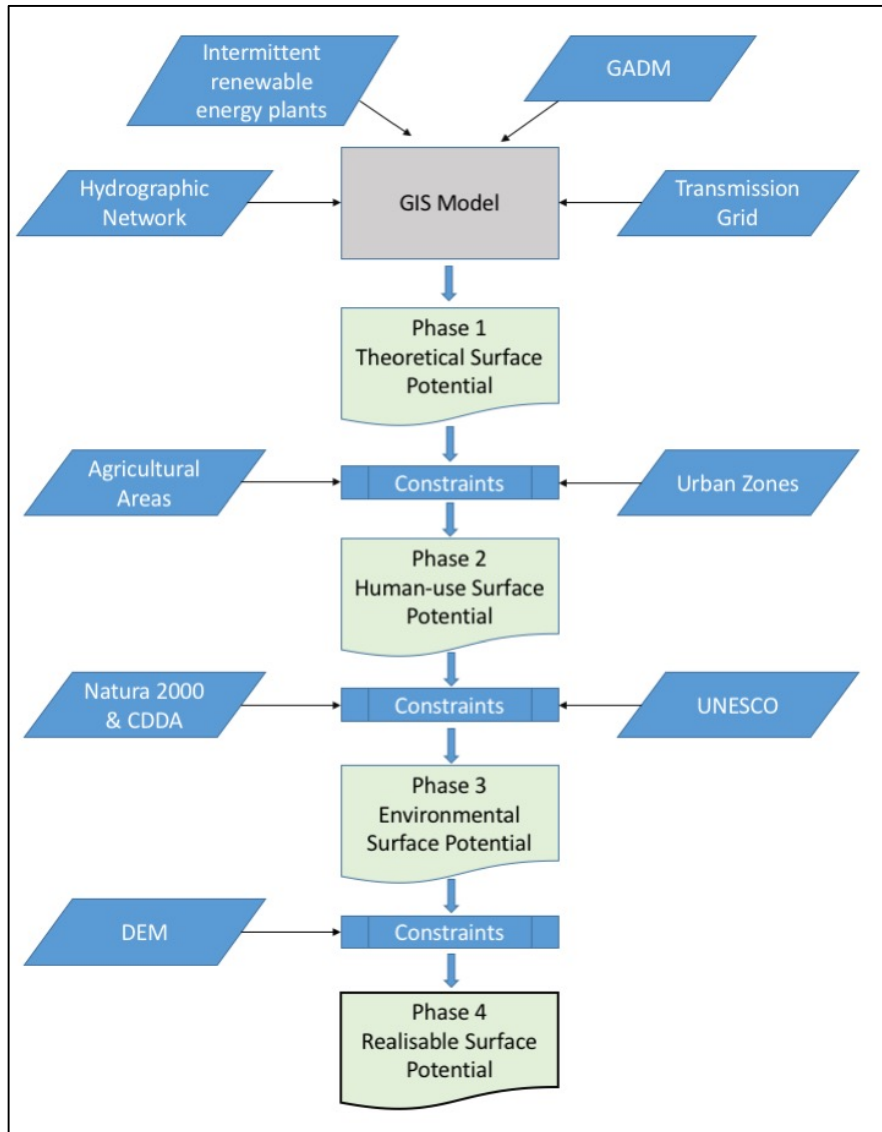 Intermittent
renewable
energy plants
GADM
Hydrographic
Network
GIS Model
Transmission
Grid
Phase 1
Theoretical Surface
Potential
Agricultural
Areas
Constraints
Urban Zones
Phase 2
Human-use Surface
Potential
Natura 2000
& CDDA
Constraints
UNESCO
Phase 3
Environmental
Surface Potential
DEM
Constraints
Phase 4
Realisable Surface
Potential